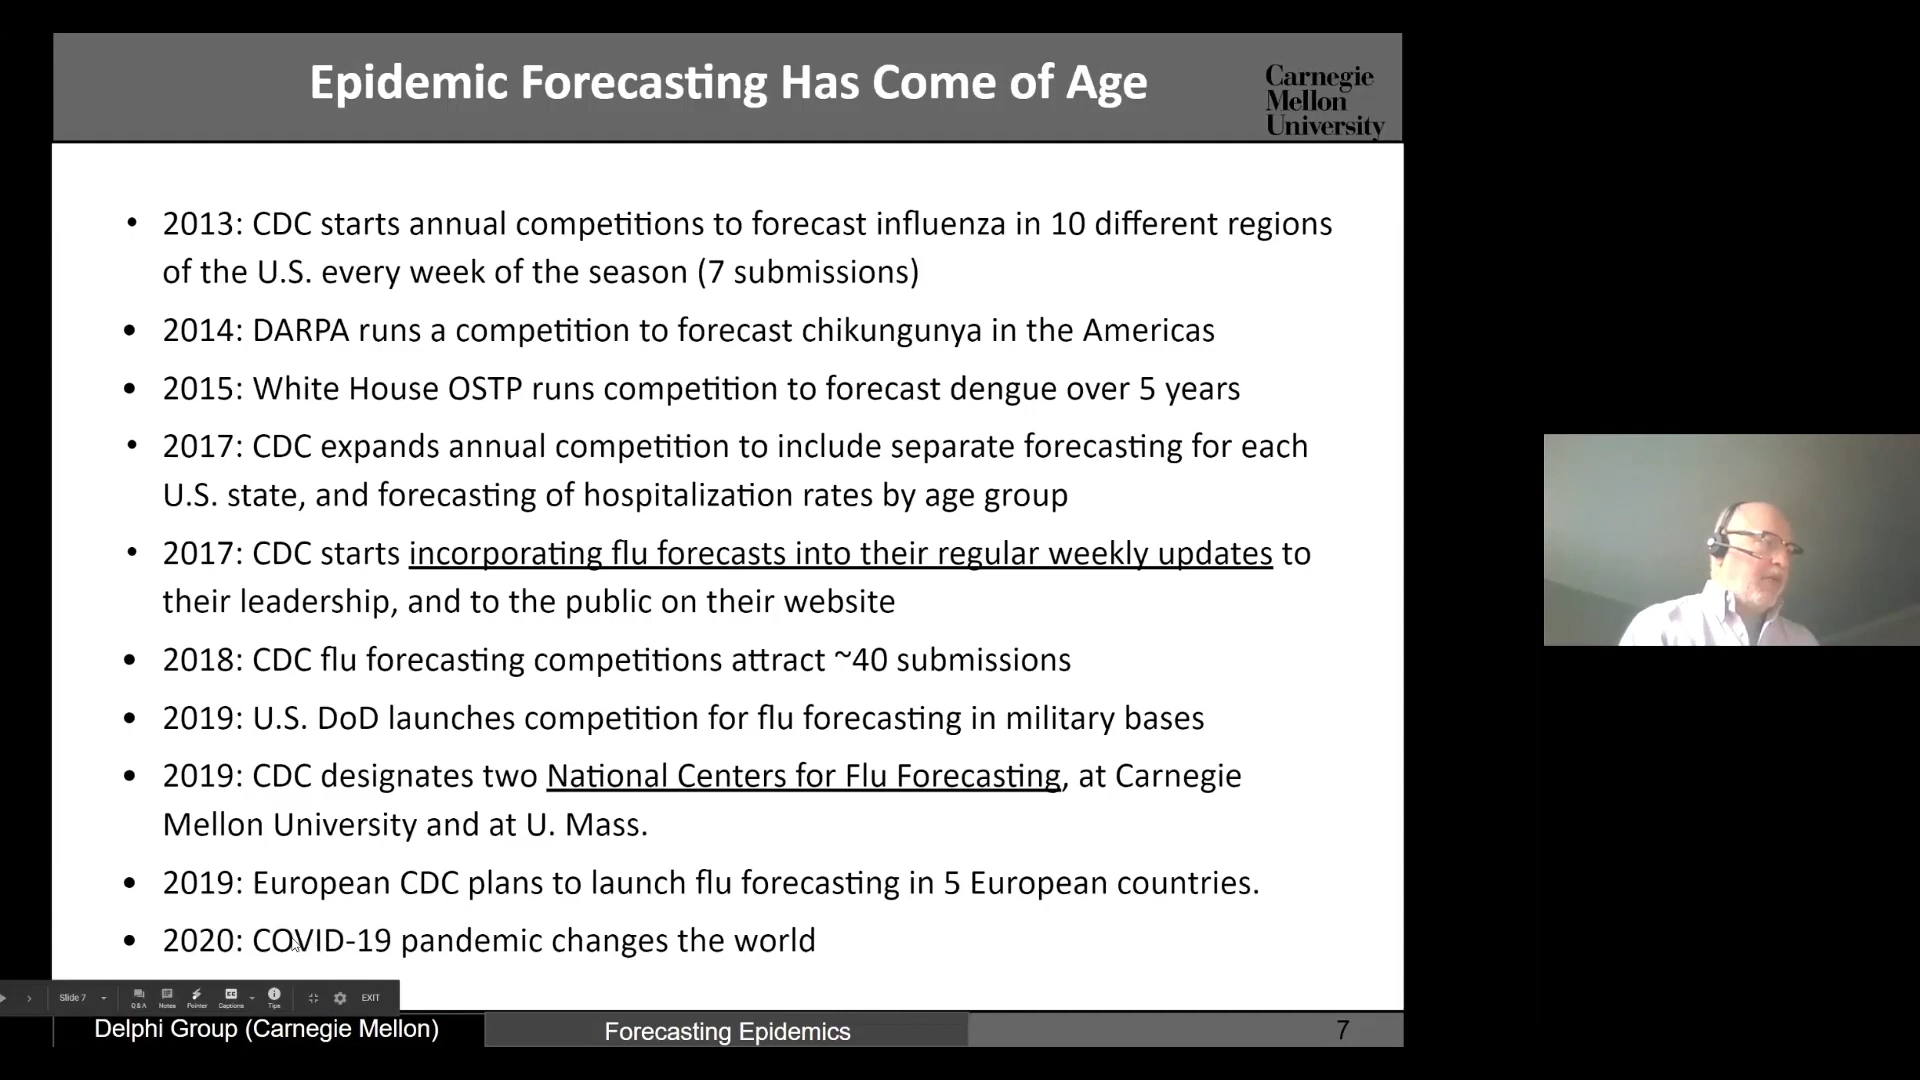 Epidemic Forecasting Has Come of Age
Carnegie
Mellon
University
• 2013: CDC starts annual competitions to forecast influenza in 10 different regions
of the U.S. every week of the season (7 submissions)
• 2014: DARPA runs a competition to forecast chikungunya in the Americas
• 2015: White House OSTP runs competition to forecast dengue over 5 years
• 2017: CDC expands annual competition to include separate forecasting for each
U.S. state, and forecasting of hospitalization rates by age group
• 2017: CDC starts incorporating flu forecasts into their regular weekly updates to
their leadership, and to the public on their website
• 2018: CDC flu forecasting competitions attract ~40 submissions
• 2019: U.S. DoD launches competition for flu forecasting in military bases
• 2019: CDC designates two National Centers for Flu Forecasting, at Carnegie
Mellon University and at U. Mass.
• 2019: European CDC plans to launch flu forecasting in 5 European countries.
• 2020: COVID-19 pandemic changes the world
Slide 7
Q&A Notes Pointer Captions Tips EXIT
Delphi Group (Carnegie Mellon)
Forecasting Epidemics
7